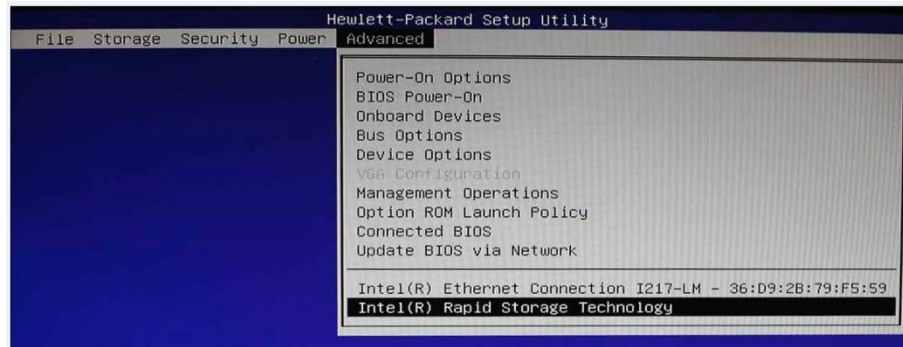 Hewlett-Packard Setup Utility
File Storage Security Power Advanced
Power-On Options
BIOS Power-On
Onboard Devices
Bus Options
Device Options
VGA Configuration
Management Operations
Option ROM Launch Policy
Connected BIOS
Update BIOS via Network
Intel(R) Ethernet Connection I217-LM - 36:D9:2B:79:F5:59
Intel(R) Rapid Storage Technology